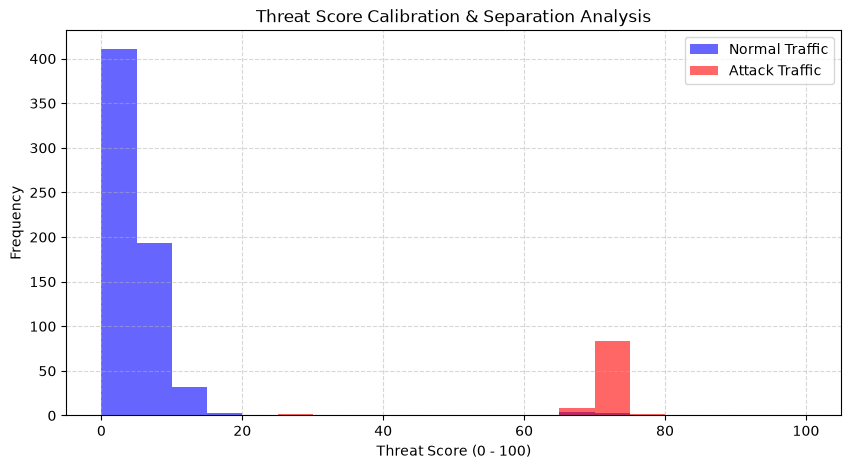 Threat Score Calibration & Separation Analysis
Normal Traffic
Attack Traffic
Frequency
400
350
300
250
200
150
100
50
0
0 20 40 60 80 100
Threat Score (0 - 100)